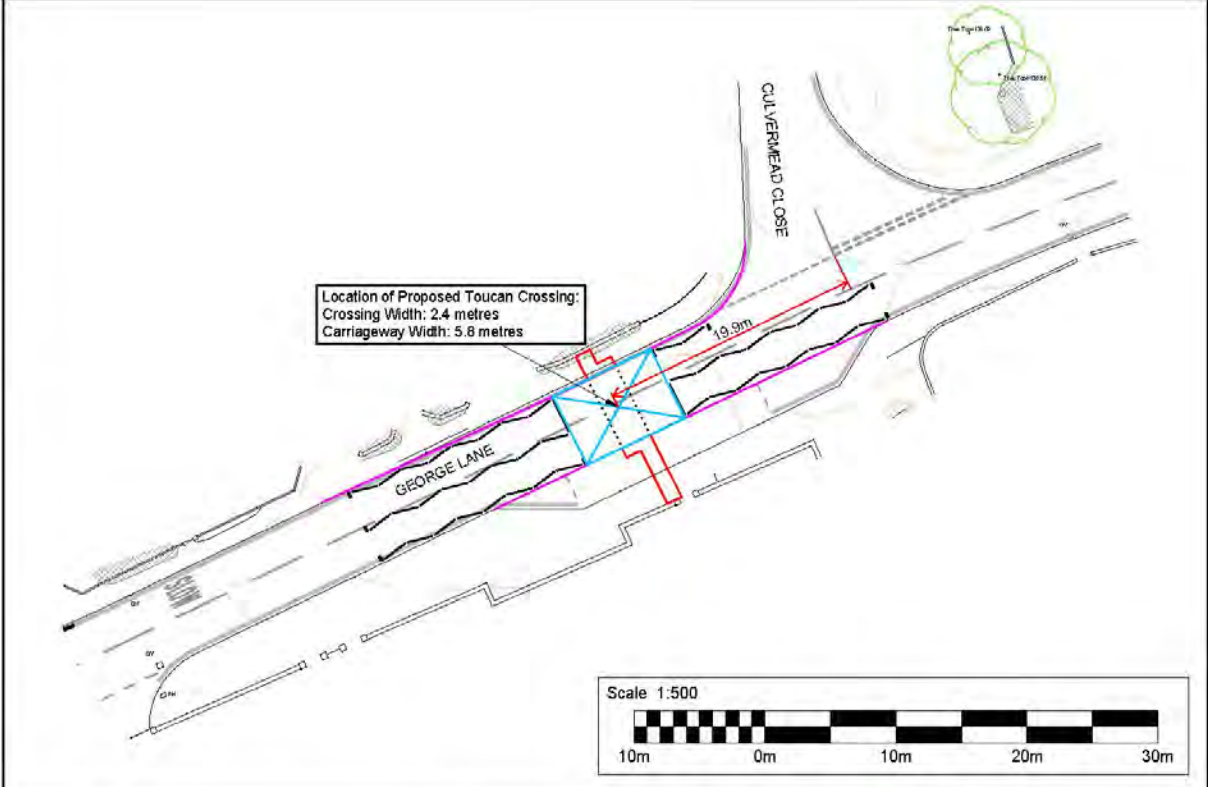 CULVERMEAD CLOSE
Location of Proposed Toucan Crossing:
Crossing Width: 2.4 metres
Carriageway Width: 5.8 metres
19.9m
GEORGE LANE
SLOW
Scale 1:500
10m 0m 10m 20m 30m